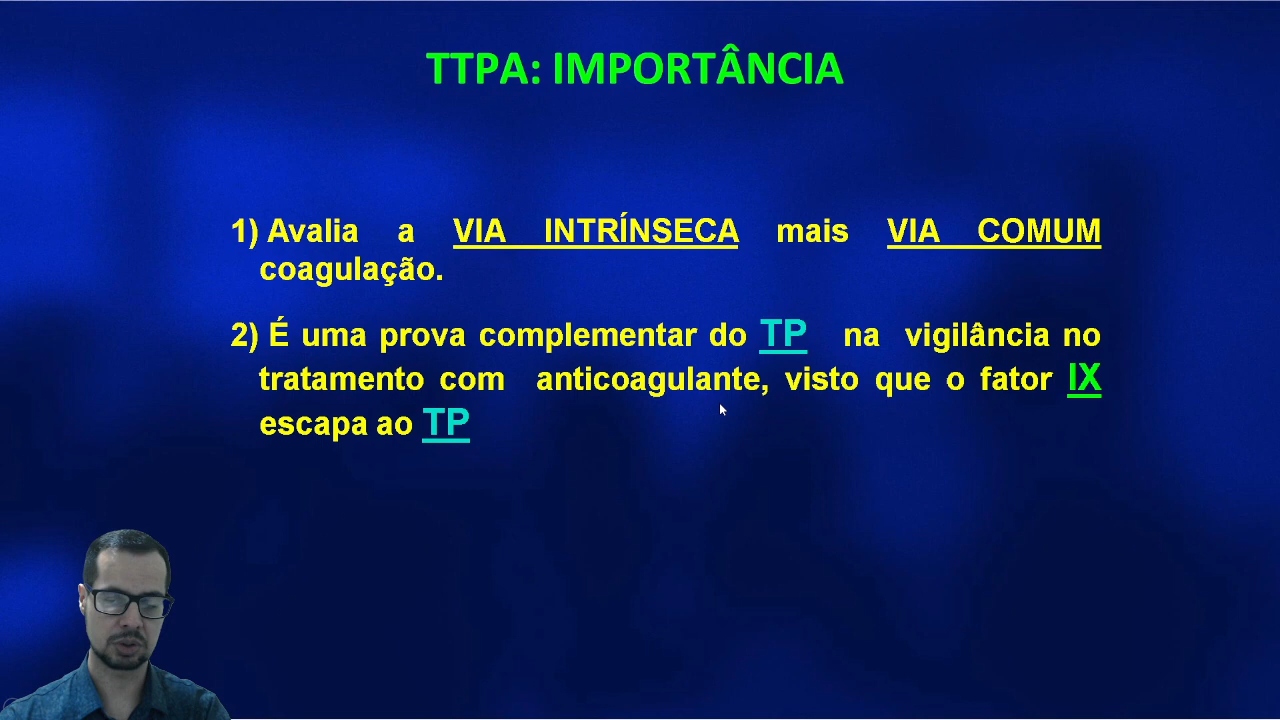 TTPA: IMPORTÂNCIA
1) Avalia a VIA INTRÍNSECA mais VIA COMUM
coagulação.
2) É uma prova complementar do TP na vigilância no
tratamento com anticoagulante, visto que o fator IX
escapa ao TP